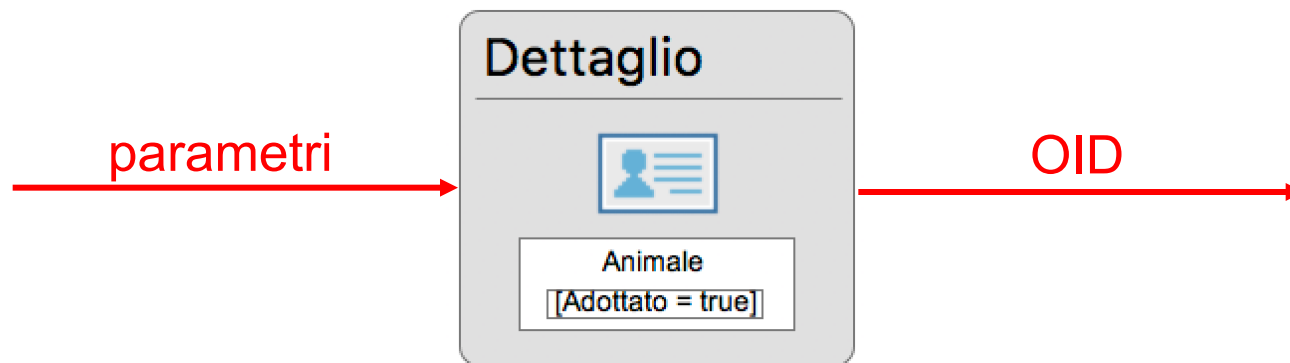 Dettaglio
parametri
OID
Animale
[Adottato = true]